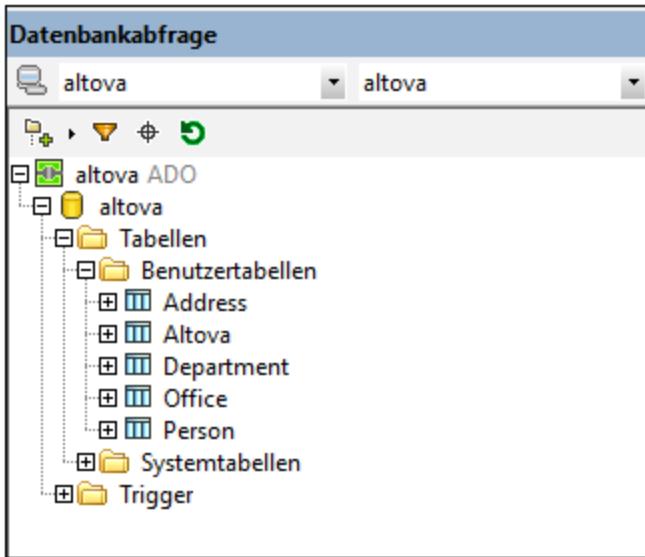 Datenbankabfrage
altova altova
altova ADO
altova
Tabellen
Benutzertabellen
Address
Altova
Department
Office
Person
Systemtabellen
Trigger